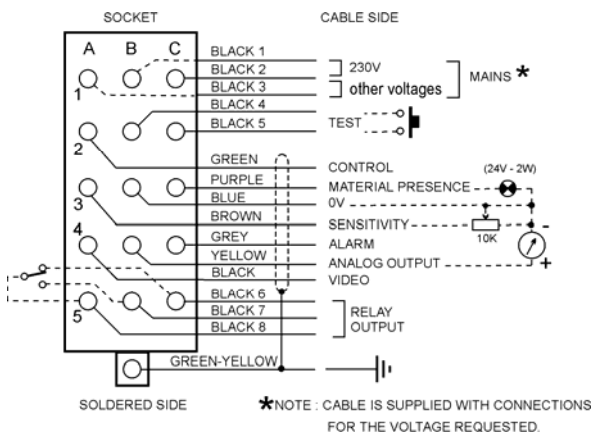 SOCKET
CABLE SIDE
A B C
1
2
3
4
5
BLACK 1
BLACK 2
BLACK 3
BLACK 4
BLACK 5
GREEN
PURPLE
BLUE
BROWN
GREY
YELLOW
BLACK
BLACK 6
BLACK 7
BLACK 8
GREEN-YELLOW
230V
other voltages
MAINS *
TEST
CONTROL
(24V - 2W)
MATERIAL PRESENCE
0V
SENSITIVITY
10K
-
+
ALARM
ANALOG OUTPUT
VIDEO
RELAY
OUTPUT
SOLDERED SIDE
*NOTE : CABLE IS SUPPLIED WITH CONNECTIONS
FOR THE VOLTAGE REQUESTED.